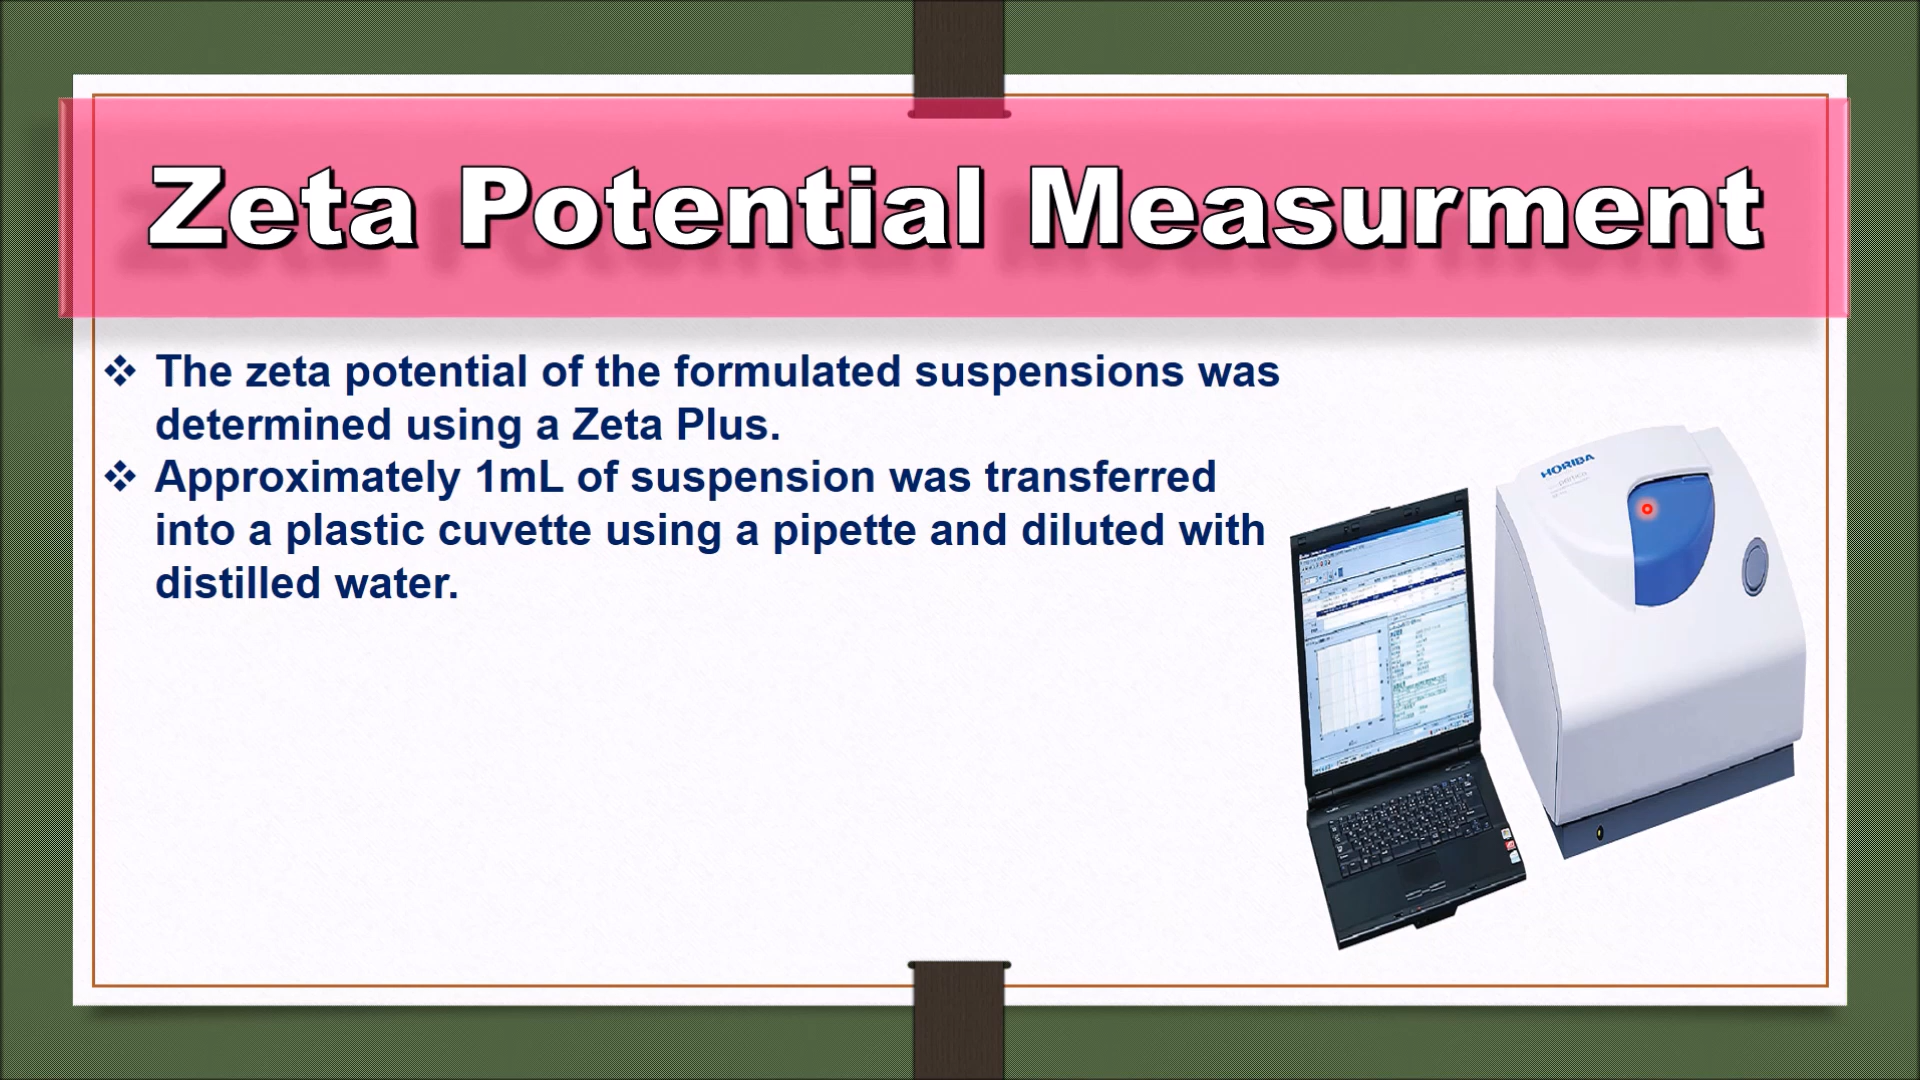 Zeta Potential Measurment
❖ The zeta potential of the formulated suspensions was
determined using a Zeta Plus.
❖ Approximately 1mL of suspension was transferred
into a plastic cuvette using a pipette and diluted with
distilled water.
HORIBA